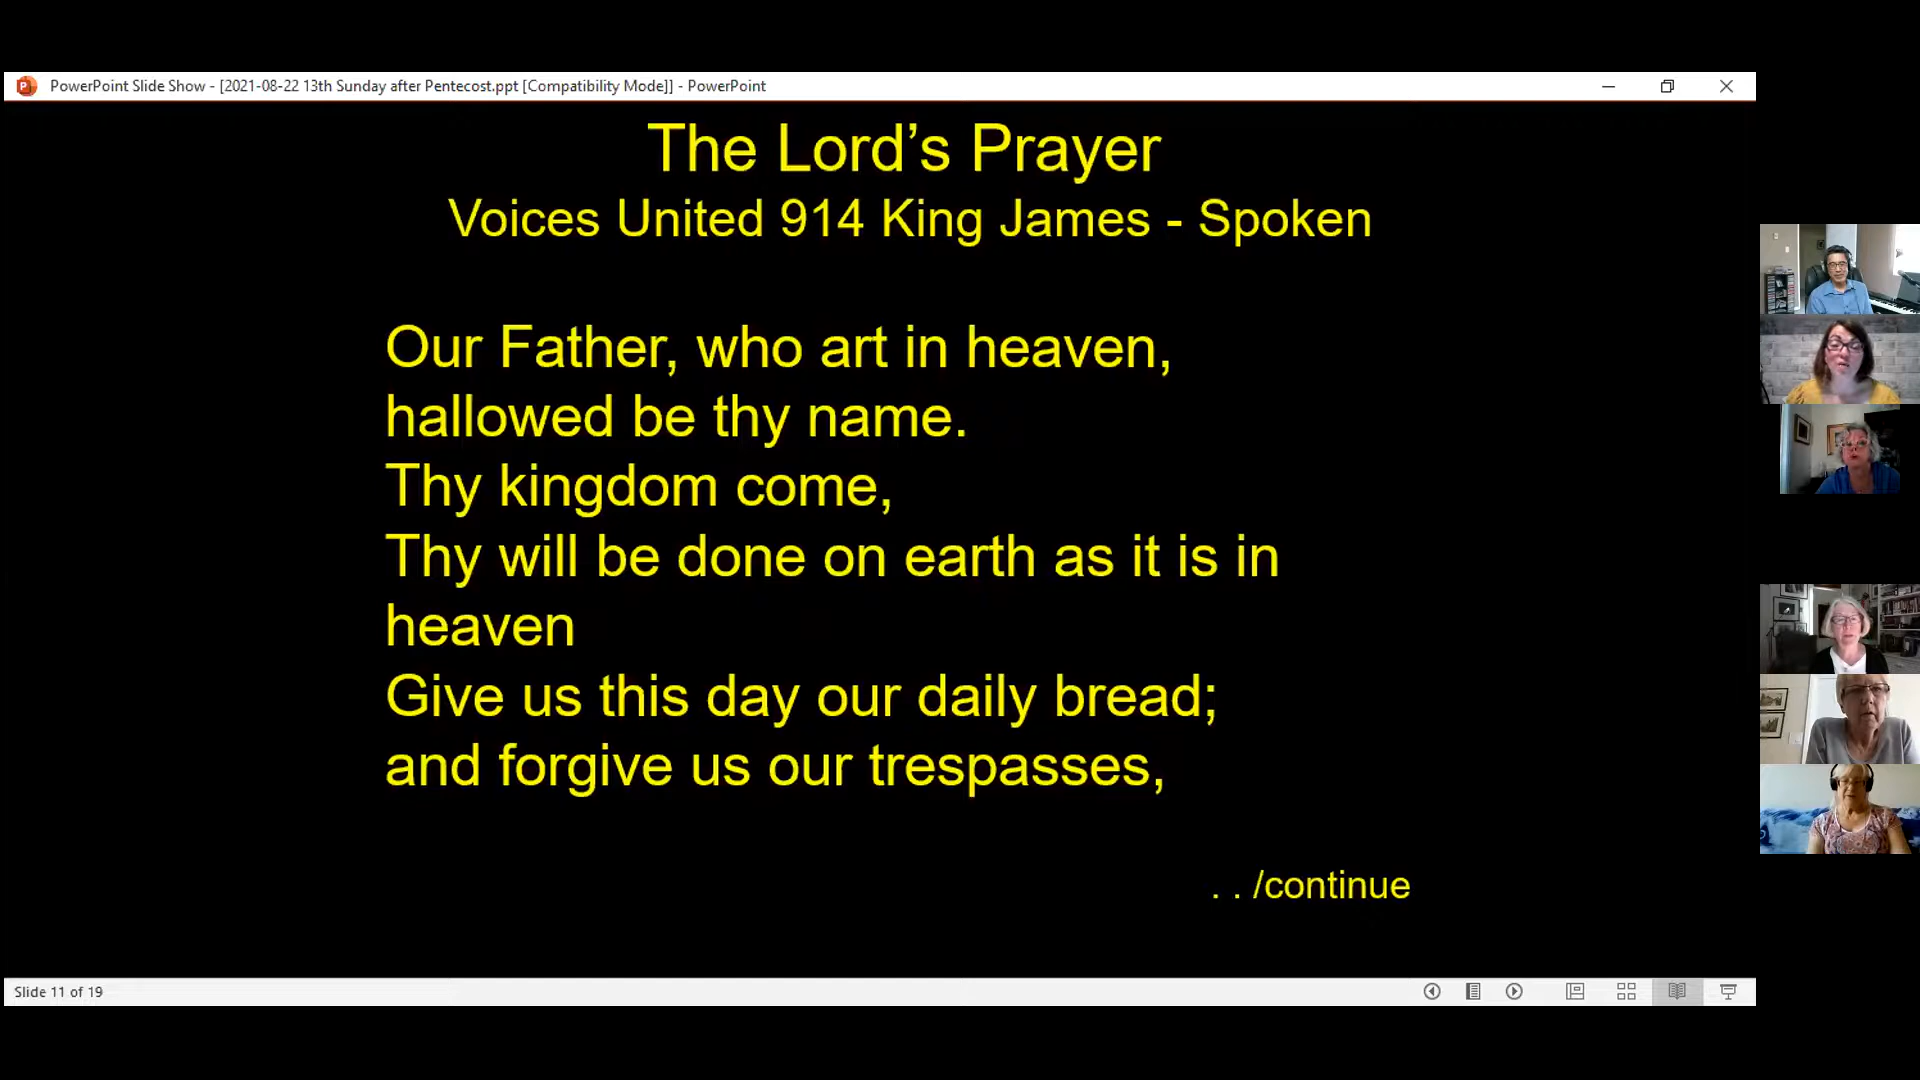 PowerPoint Slide Show - [2021-08-22 13th Sunday after Pentecost.ppt [Compatibility Mode]] - PowerPoint
The Lord’s Prayer
Voices United 914 King James - Spoken
Our Father, who art in heaven,
hallowed be thy name.
Thy kingdom come,
Thy will be done on earth as it is in
heaven
Give us this day our daily bread;
and forgive us our trespasses,
. . /continue
Slide 11 of 19